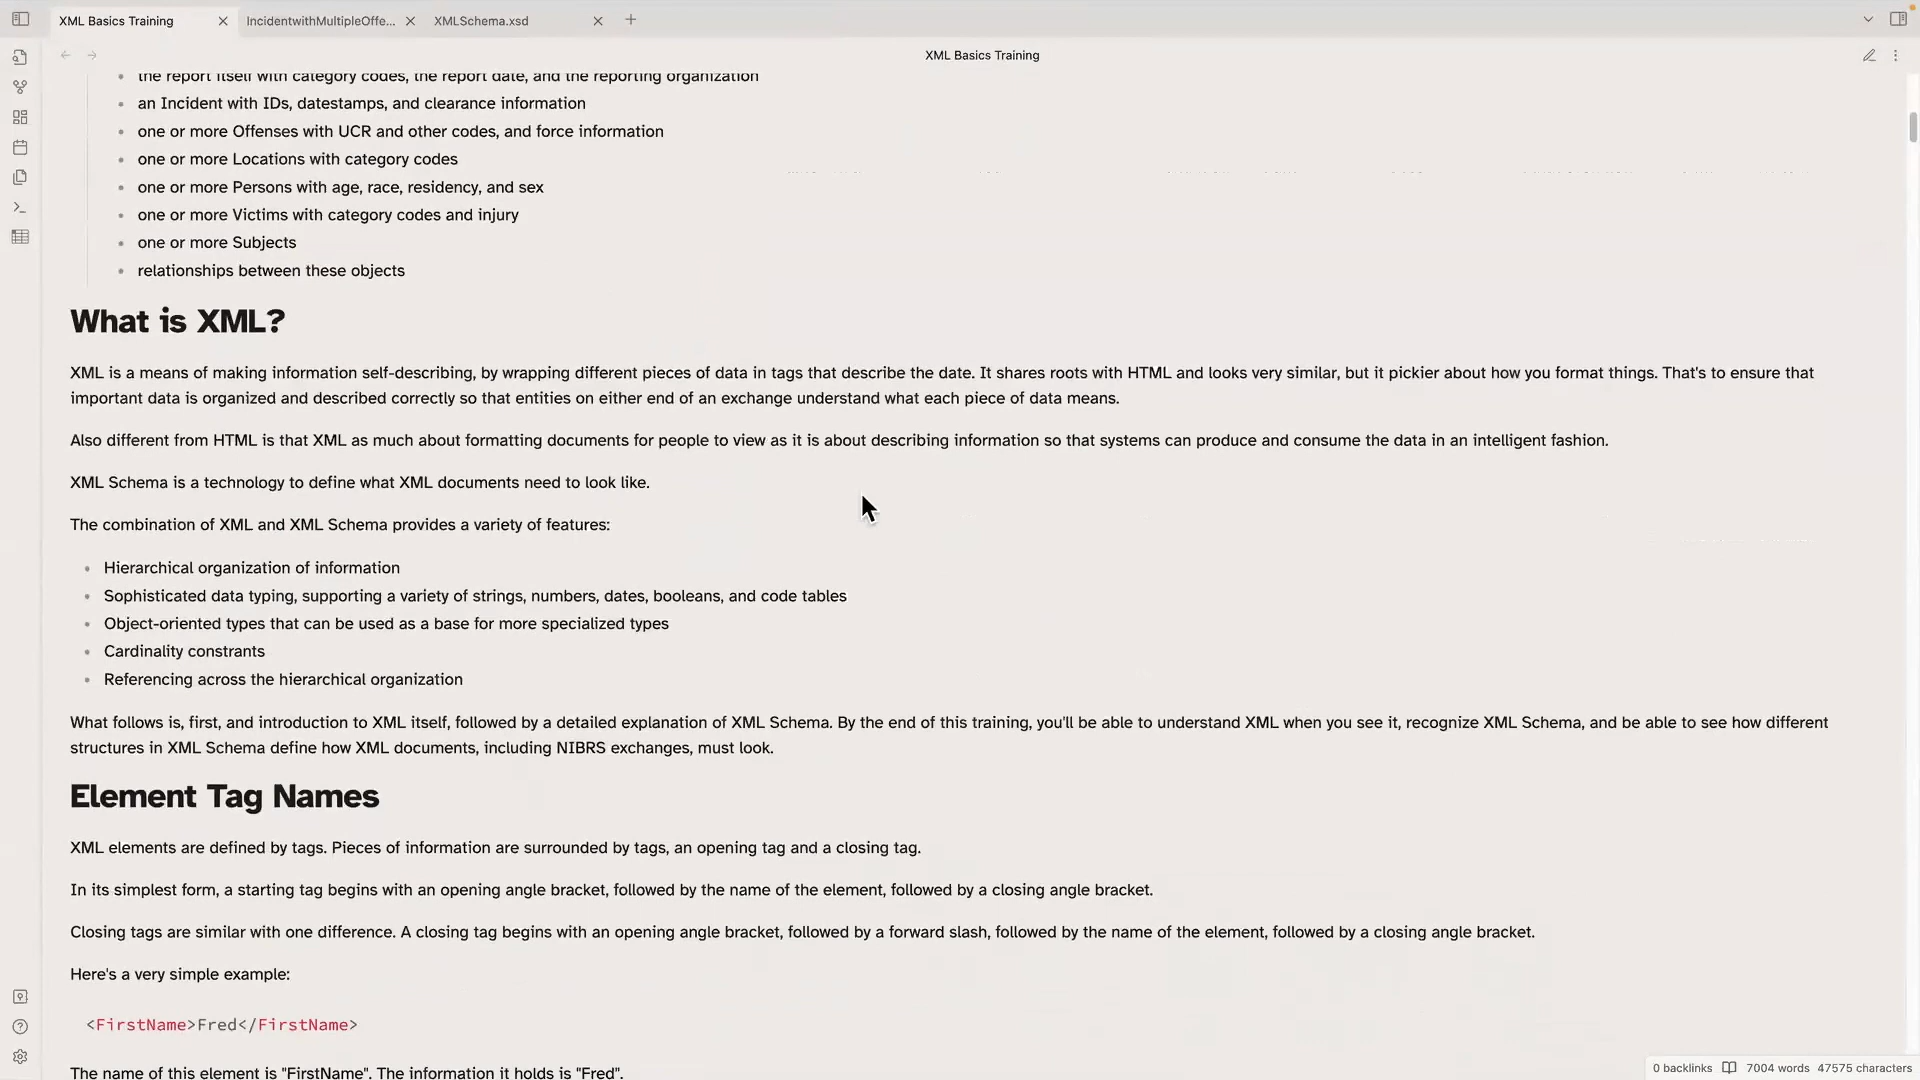 XML Basics Training
IncidentwithMultipleOffe...
XMLSchema.xsd
XML Basics Training
the report itself with category codes, the report date, and the reporting organization
an Incident with IDs, datestamps, and clearance information
one or more Offenses with UCR and other codes, and force information
one or more Locations with category codes
one or more Persons with age, race, residency, and sex
one or more Victims with category codes and injury
one or more Subjects
relationships between these objects
What is XML?
XML is a means of making information self-describing, by wrapping different pieces of data in tags that describe the date. It shares roots with HTML and looks very similar, but it pickier about how you format things. That's to ensure that
important data is organized and described correctly so that entities on either end of an exchange understand what each piece of data means.
Also different from HTML is that XML as much about formatting documents for people to view as it is about describing information so that systems can produce and consume the data in an intelligent fashion.
XML Schema is a technology to define what XML documents need to look like.
The combination of XML and XML Schema provides a variety of features:
Hierarchical organization of information
Sophisticated data typing, supporting a variety of strings, numbers, dates, booleans, and code tables
Object-oriented types that can be used as a base for more specialized types
Cardinality constrants
Referencing across the hierarchical organization
What follows is, first, and introduction to XML itself, followed by a detailed explanation of XML Schema. By the end of this training, you'll be able to understand XML when you see it, recognize XML Schema, and be able to see how different
structures in XML Schema define how XML documents, including NIBRS exchanges, must look.
Element Tag Names
XML elements are defined by tags. Pieces of information are surrounded by tags, an opening tag and a closing tag.
In its simplest form, a starting tag begins with an opening angle bracket, followed by the name of the element, followed by a closing angle bracket.
Closing tags are similar with one difference. A closing tag begins with an opening angle bracket, followed by a forward slash, followed by the name of the element, followed by a closing angle bracket.
Here's a very simple example:
<FirstName>Fred</FirstName>
The name of this element is "FirstName". The information it holds is "Fred".
0 backlinks 7004 words 47575 characters